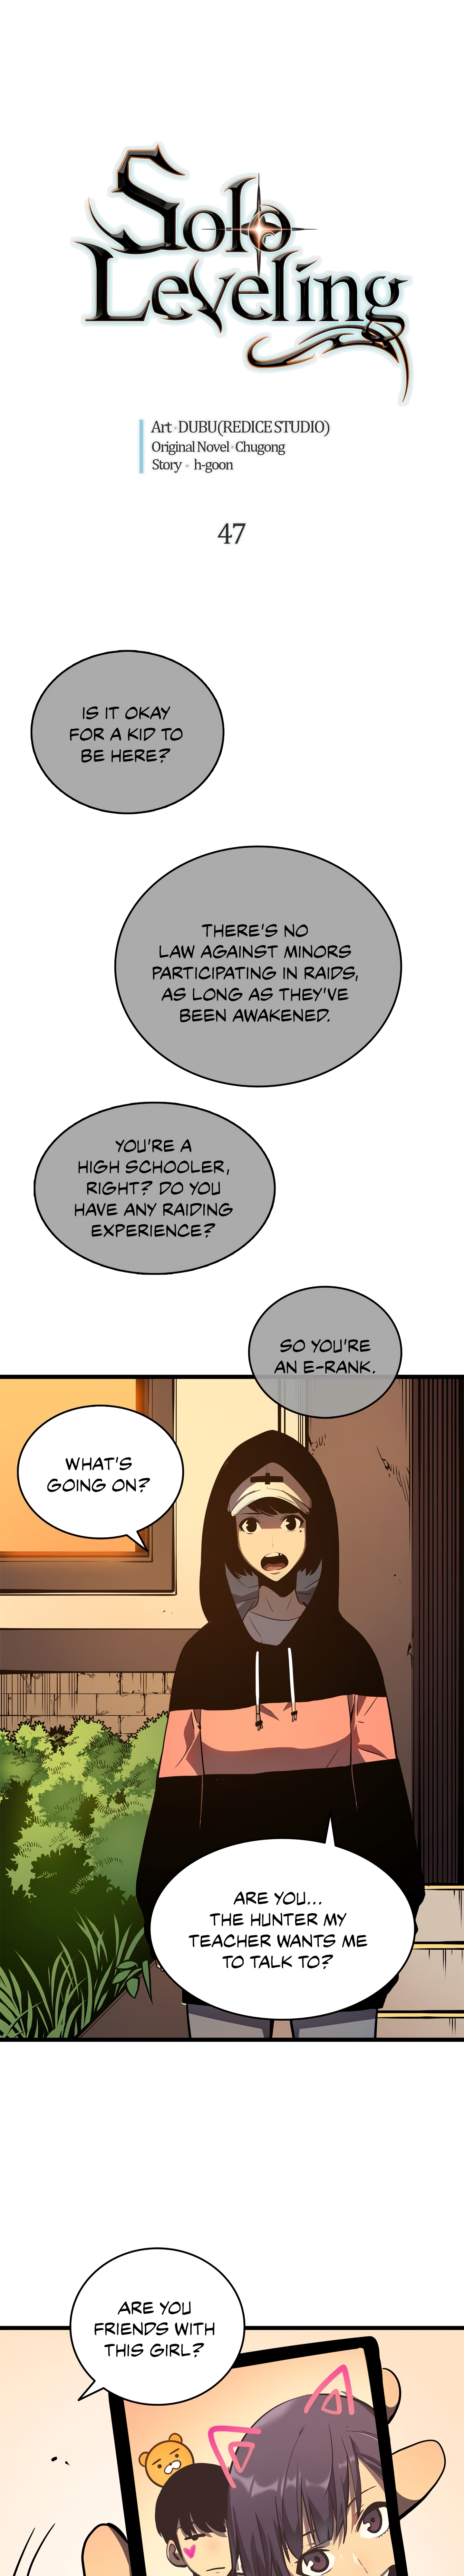 Solo
Leveling
Art · DUBU(REDICE STUDIO)
Original Novel · Chugong
Story · h-goon
47
IS IT OKAY
FOR A KID TO
BE HERE?
THERE'S NO
LAW AGAINST MINORS
PARTICIPATING IN RAIDS,
AS LONG AS THEY'VE
BEEN AWAKENED.
YOU'RE A
HIGH SCHOOLER,
RIGHT? DO YOU
HAVE ANY RAIDING
EXPERIENCE?
SO YOU'RE
AN E-RANK.
WHAT'S
GOING ON?
ARE YOU...
THE HUNTER MY
TEACHER WANTS ME
TO TALK TO?
ARE YOU
FRIENDS WITH
THIS GIRL?